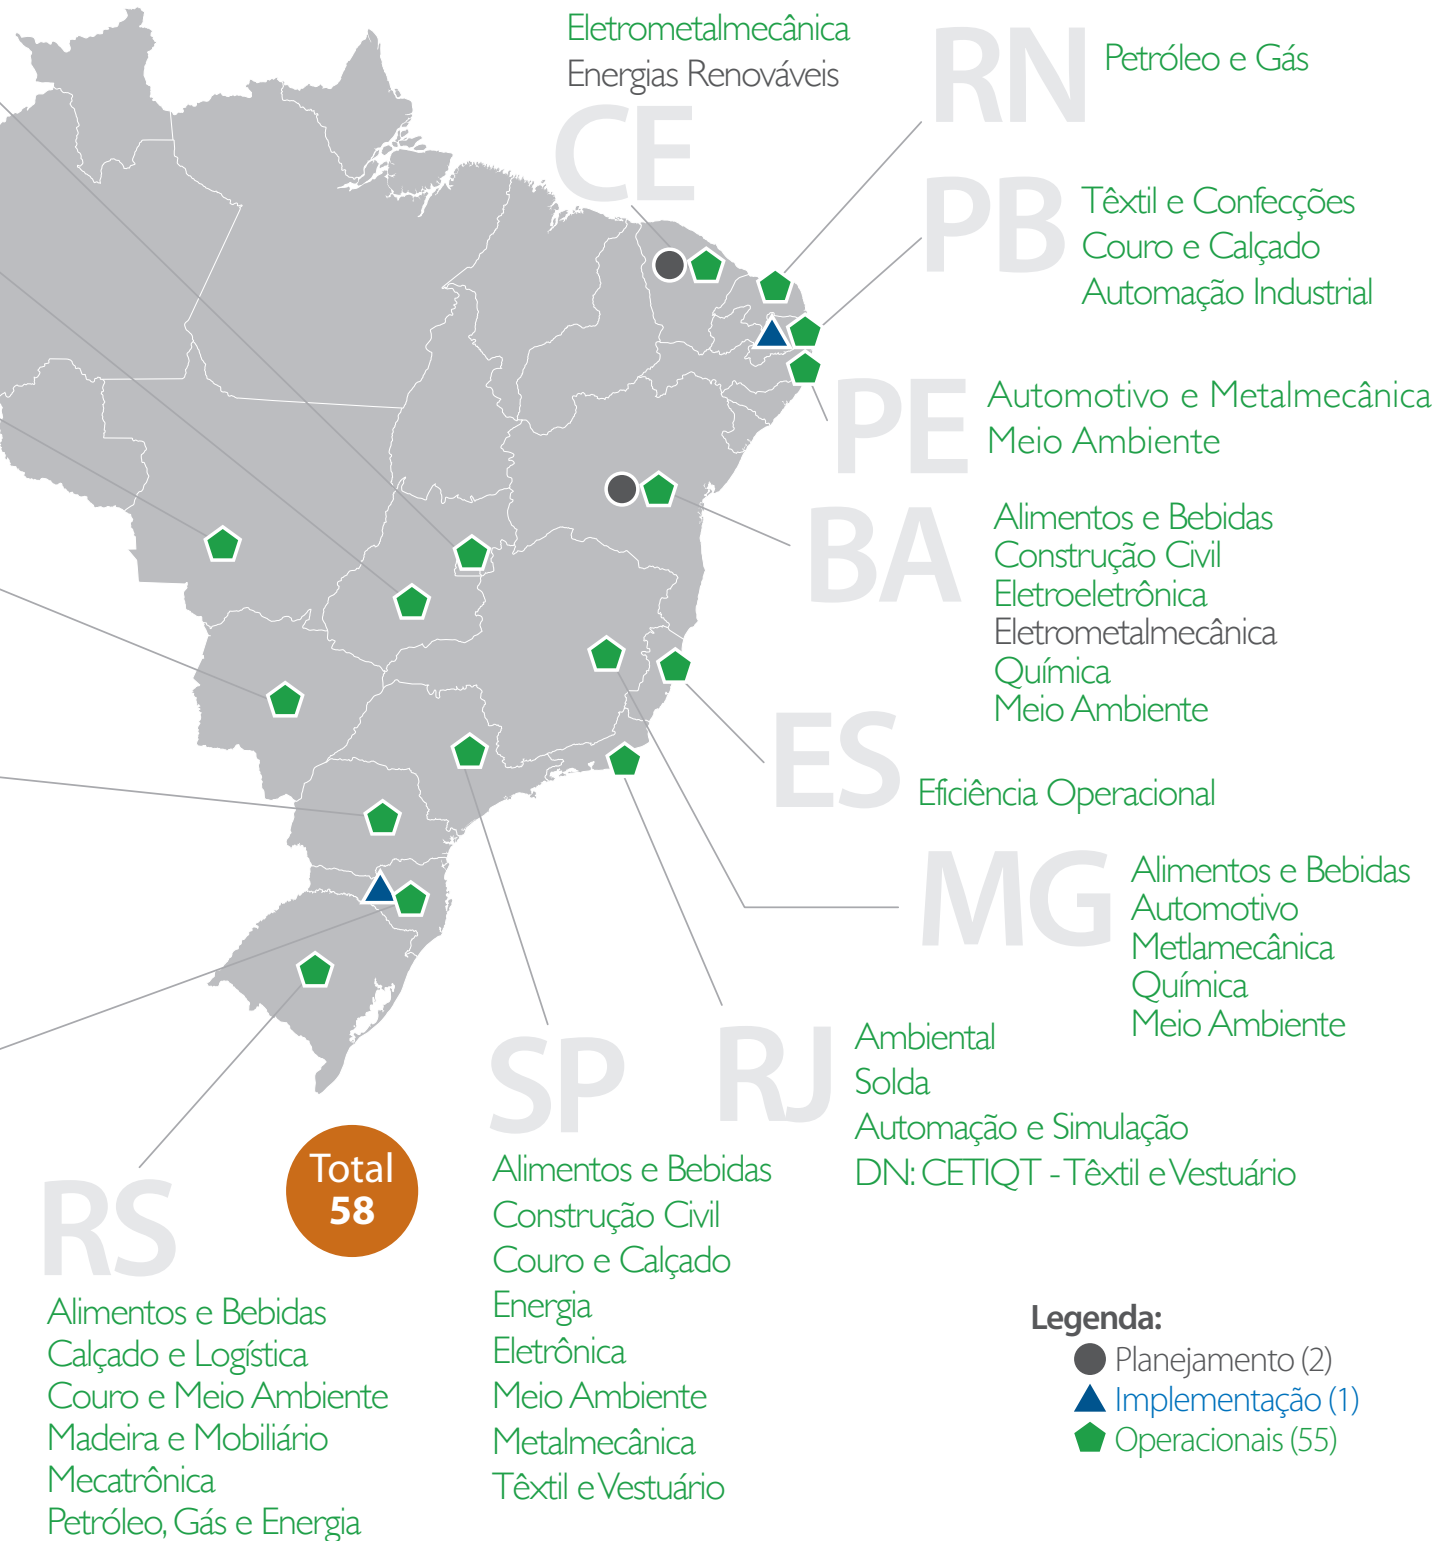 Eletrometalmecânica
Energias Renováveis
CE
RN
Petróleo e Gás
PB
Têxtil e Confecções
Couro e Calçado
Automação Industrial
PE
Automotivo e Metalmecânica
Meio Ambiente
BA
Alimentos e Bebidas
Construção Civil
Eletroeletrônica
Eletrometalmecânica
Química
Meio Ambiente
ES
Eficiência Operacional
MG
Alimentos e Bebidas
Automotivo
Metlamecânica
Química
Meio Ambiente
RJ
Ambiental
Solda
Automação e Simulação
DN: CETIQT - Têxtil e Vestuário
SP
Alimentos e Bebidas
Construção Civil
Couro e Calçado
Energia
Eletrônica
Meio Ambiente
Metalmecânica
Têxtil e Vestuário
Total
58
RS
Alimentos e Bebidas
Calçado e Logística
Couro e Meio Ambiente
Madeira e Mobiliário
Mecatrônica
Petróleo, Gás e Energia
Legenda:
Planejamento (2)
Implementação (1)
Operacionais (55)